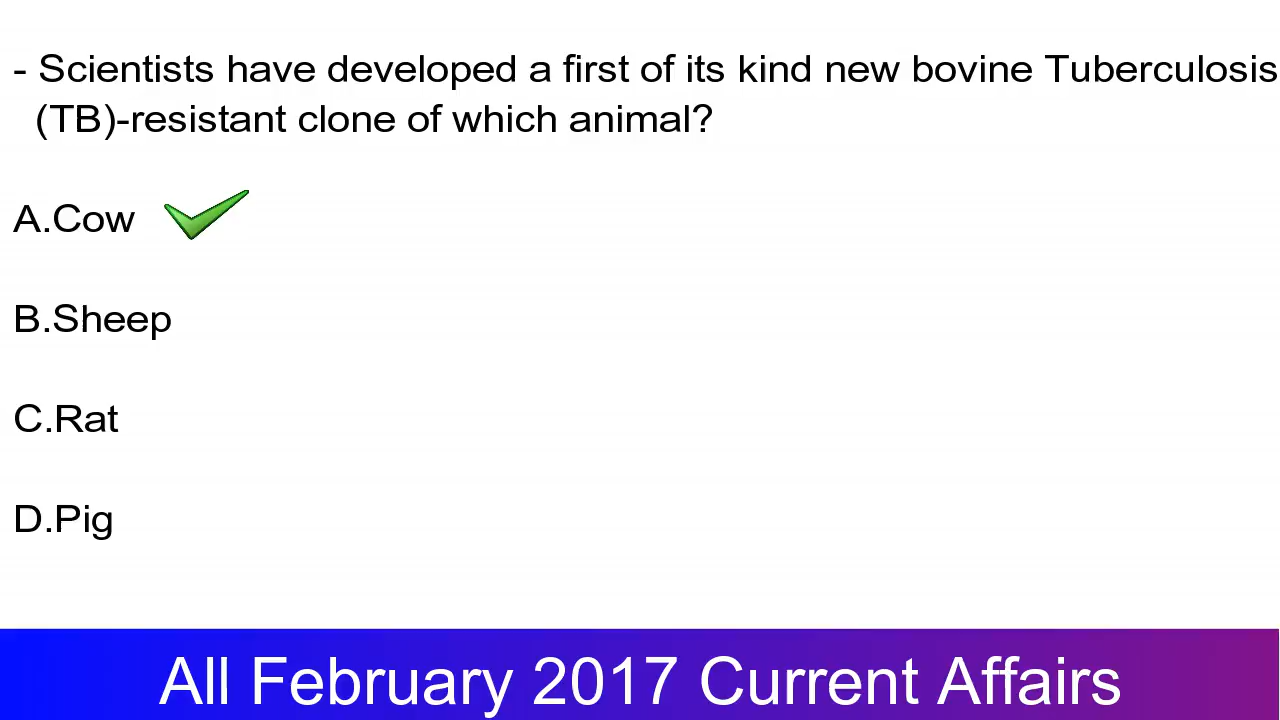 - Scientists have developed a first of its kind new bovine Tuberculosis
(TB)-resistant clone of which animal?
A.Cow
B.Sheep
C.Rat
D.Pig
All February 2017 Current Affairs